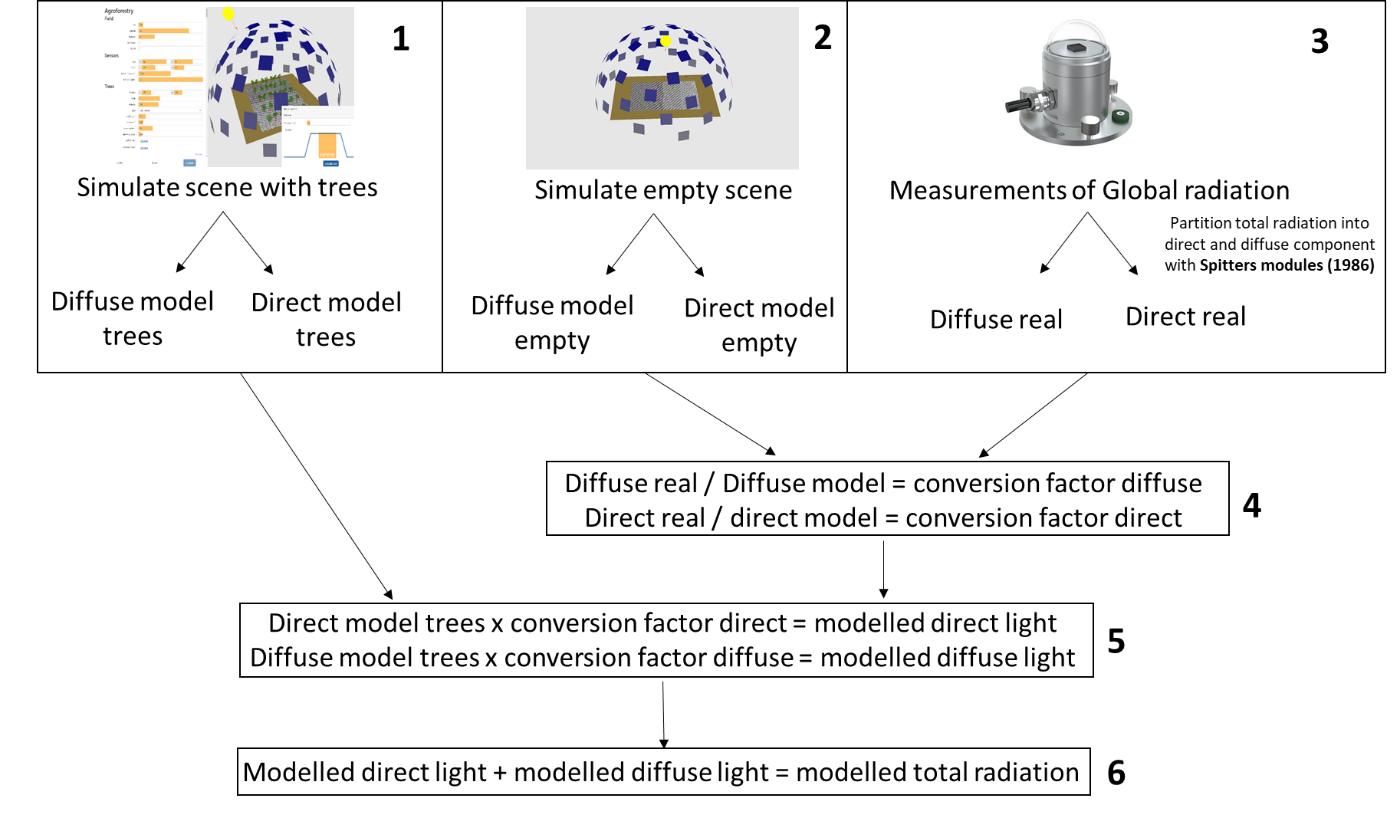 Agroforestry
Field
Sensors
Trees
1
Simulate scene with trees
Diffuse model
trees
Direct model
trees
2
Simulate empty scene
Diffuse model
empty
Direct model
empty
3
Measurements of Global radiation
Partition total radiation into
direct and diffuse component
with Spitters modules (1986)
Diffuse real
Direct real
Diffuse real / Diffuse model = conversion factor diffuse
Direct real / direct model = conversion factor direct
4
Direct model trees x conversion factor direct = modelled direct light
Diffuse model trees x conversion factor diffuse = modelled diffuse light
5
Modelled direct light + modelled diffuse light = modelled total radiation
6